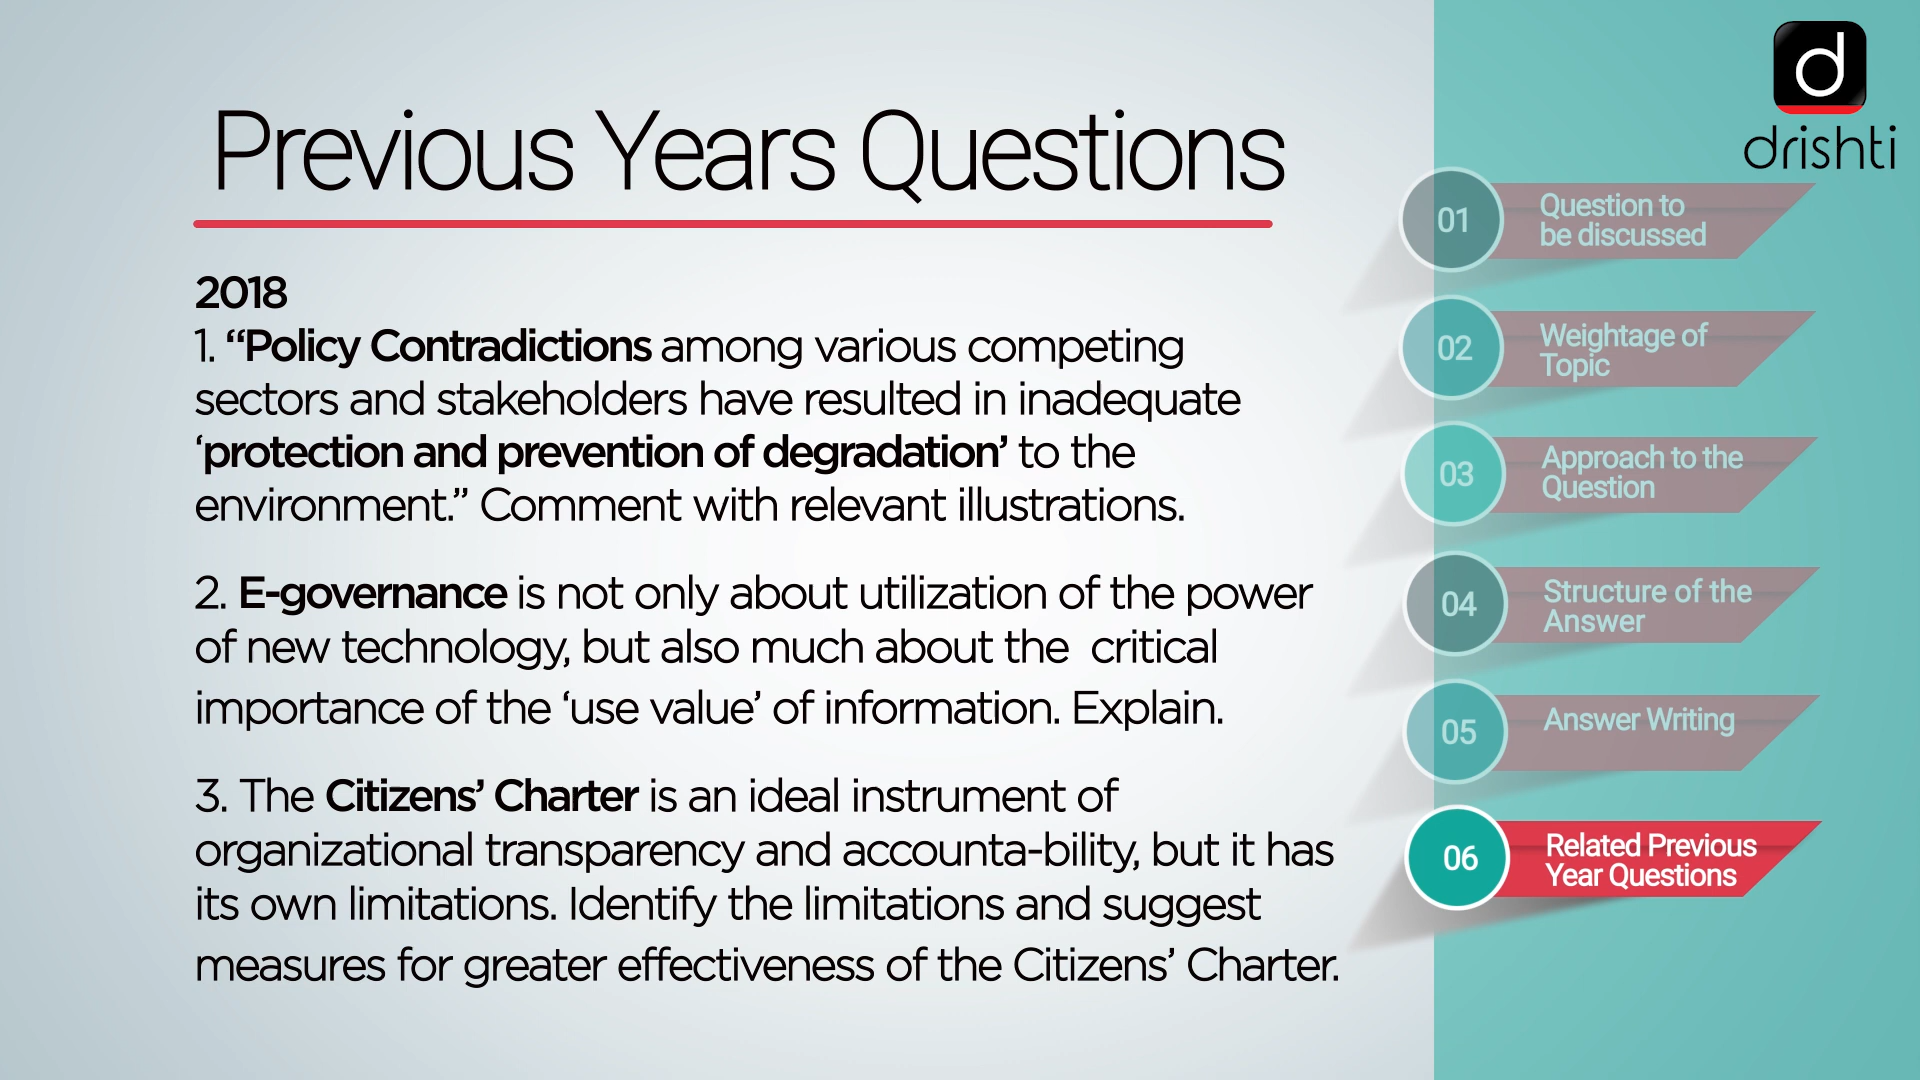 Previous Years Questions
2018
1. “Policy Contradictions among various competing
sectors and stakeholders have resulted in inadequate
‘protection and prevention of degradation’ to the
environment.” Comment with relevant illustrations.
2. E-governance is not only about utilization of the power
of new technology, but also much about the critical
importance of the ‘use value’ of information. Explain.
3. The Citizens’ Charter is an ideal instrument of
organizational transparency and accounta-bility, but it has
its own limitations. Identify the limitations and suggest
measures for greater effectiveness of the Citizens’ Charter.
d
drishti
01
Question to
be discussed
02
Weightage of
Topic
03
Approach to the
Question
04
Structure of the
Answer
05
Answer Writing
06
Related Previous
Year Questions